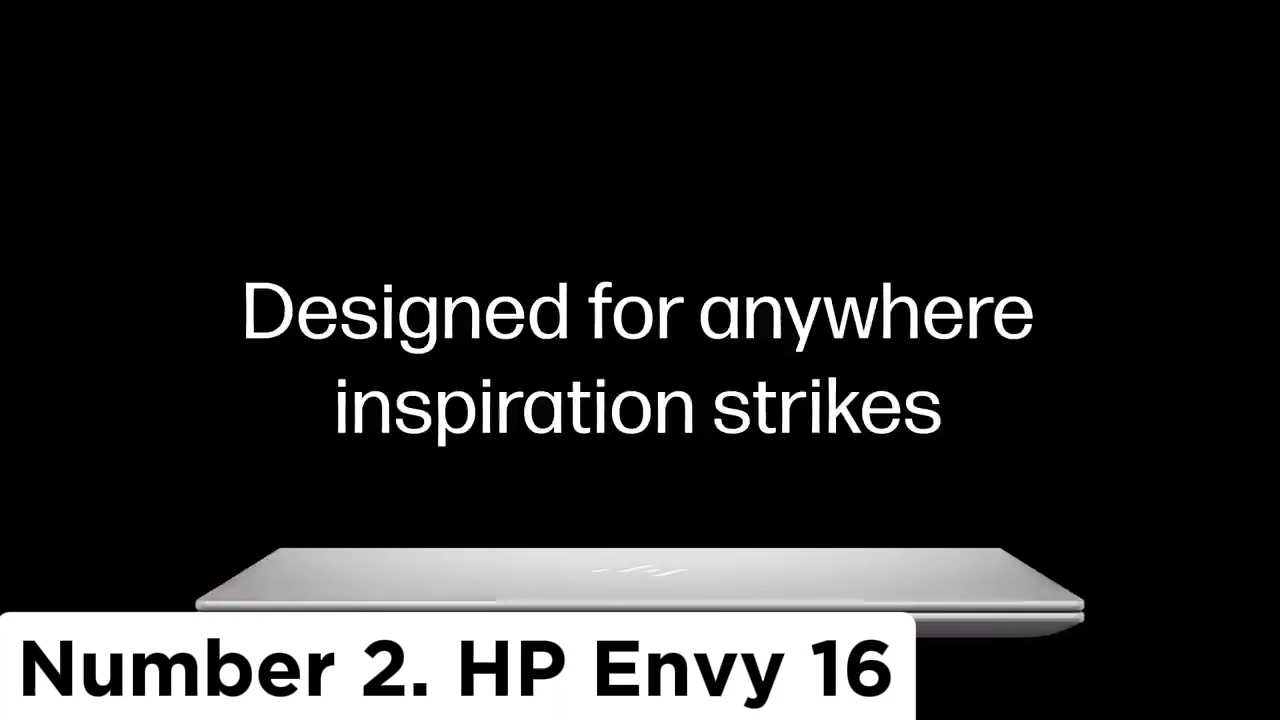 Designed for anywhere
inspiration strikes
Number 2. HP Envy 16